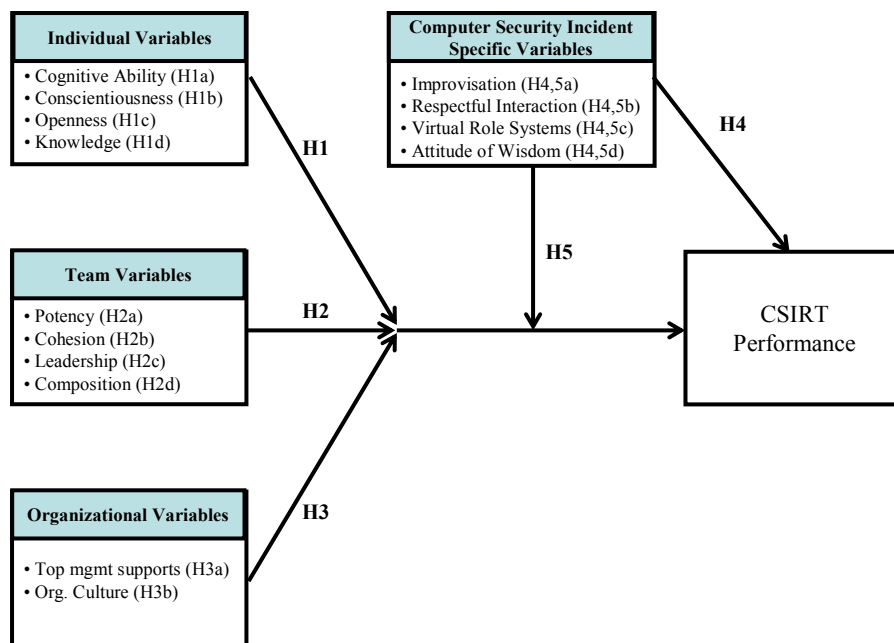 Individual Variables
• Cognitive Ability (H1a)
• Conscientiousness (H1b)
• Openness (H1c)
• Knowledge (H1d)
Computer Security Incident
Specific Variables
• Improvisation (H4,5a)
• Respectful Interaction (H4,5b)
• Virtual Role Systems (H4,5c)
• Attitude of Wisdom (H4,5d)
H1
H4
H5
Team Variables
• Potency (H2a)
• Cohesion (H2b)
• Leadership (H2c)
• Composition (H2d)
H2
CSIRT
Performance
H3
Organizational Variables
• Top mgmt supports (H3a)
• Org. Culture (H3b)